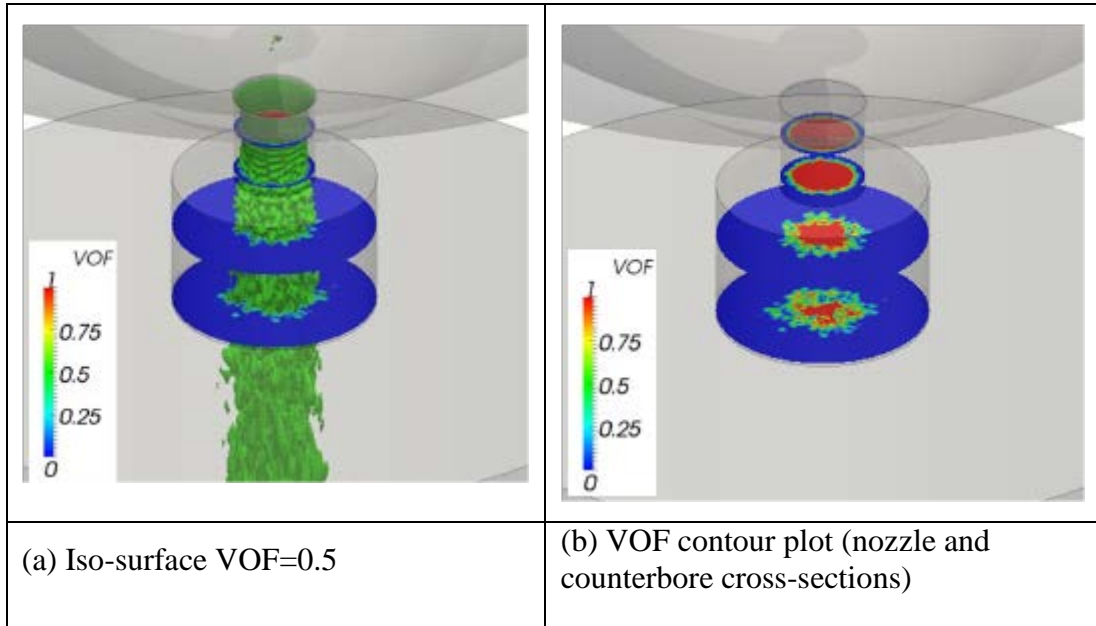 VOF
1
0.75
0.5
0.25
0
VOF
1
0.75
0.5
0.25
0
(a) Iso-surface VOF=0.5
(b) VOF contour plot (nozzle and
counterbore cross-sections)